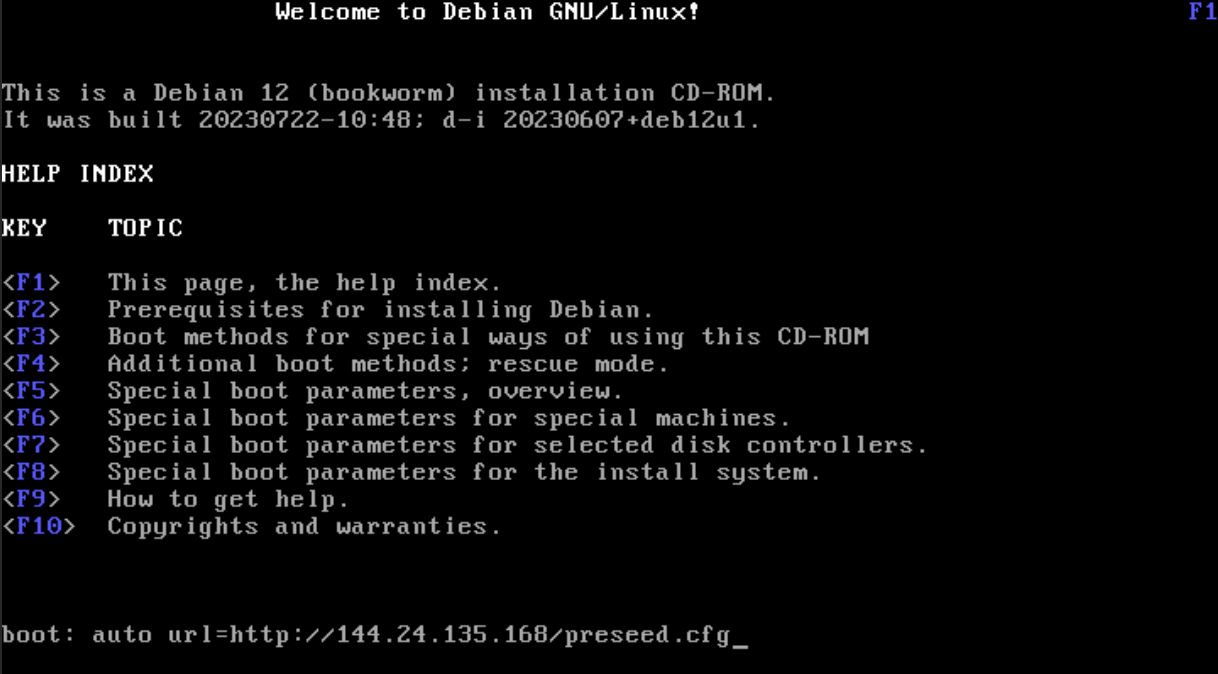 Welcome to Debian GNU/Linux! F1
This is a Debian 12 (bookworm) installation CD-ROM.
It was built 20230722-10:48; d-i 20230607+deb12u1.
HELP INDEX
KEY TOPIC
<F1> This page, the help index.
<F2> Prerequisites for installing Debian.
<F3> Boot methods for special ways of using this CD-ROM
<F4> Additional boot methods; rescue mode.
<F5> Special boot parameters, overview.
<F6> Special boot parameters for special machines.
<F7> Special boot parameters for selected disk controllers.
<F8> Special boot parameters for the install system.
<F9> How to get help.
<F10> Copyrights and warranties.
boot: auto url=http://144.24.135.168/preseed.cfg_